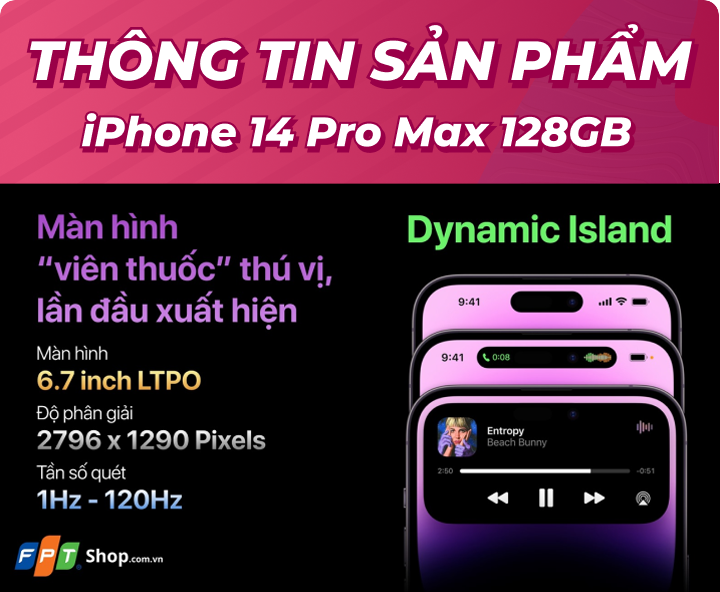 THÔNG TIN SẢN PHẨM
iPhone 14 Pro Max 128GB
Màn hình
“viên thuốc” thú vị,
lần đầu xuất hiện
Màn hình
6.7 inch LTPO
Độ phân giải
2796 x 1290 Pixels
Tần số quét
1Hz - 120Hz
FPT Shop.com.vn
Dynamic Island
9:41
9:41 0:08
Entropy
Beach Bunny
2:50 -0:51